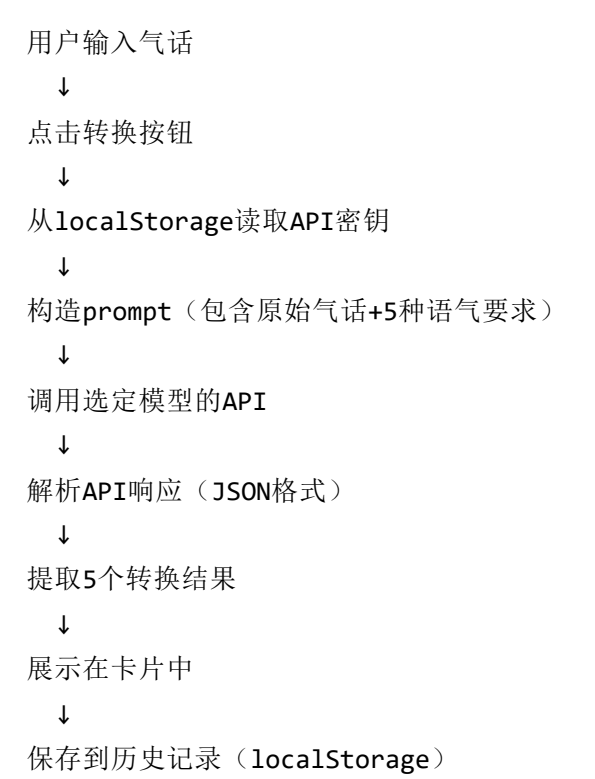 用户输入气话
↓
点击转换按钮
↓
从localStorage读取API密钥
↓
构造prompt（包含原始气话+5种语气要求）
↓
调用选定模型的API
↓
解析API响应（JSON格式）
↓
提取5个转换结果
↓
展示在卡片中
↓
保存到历史记录（localStorage）